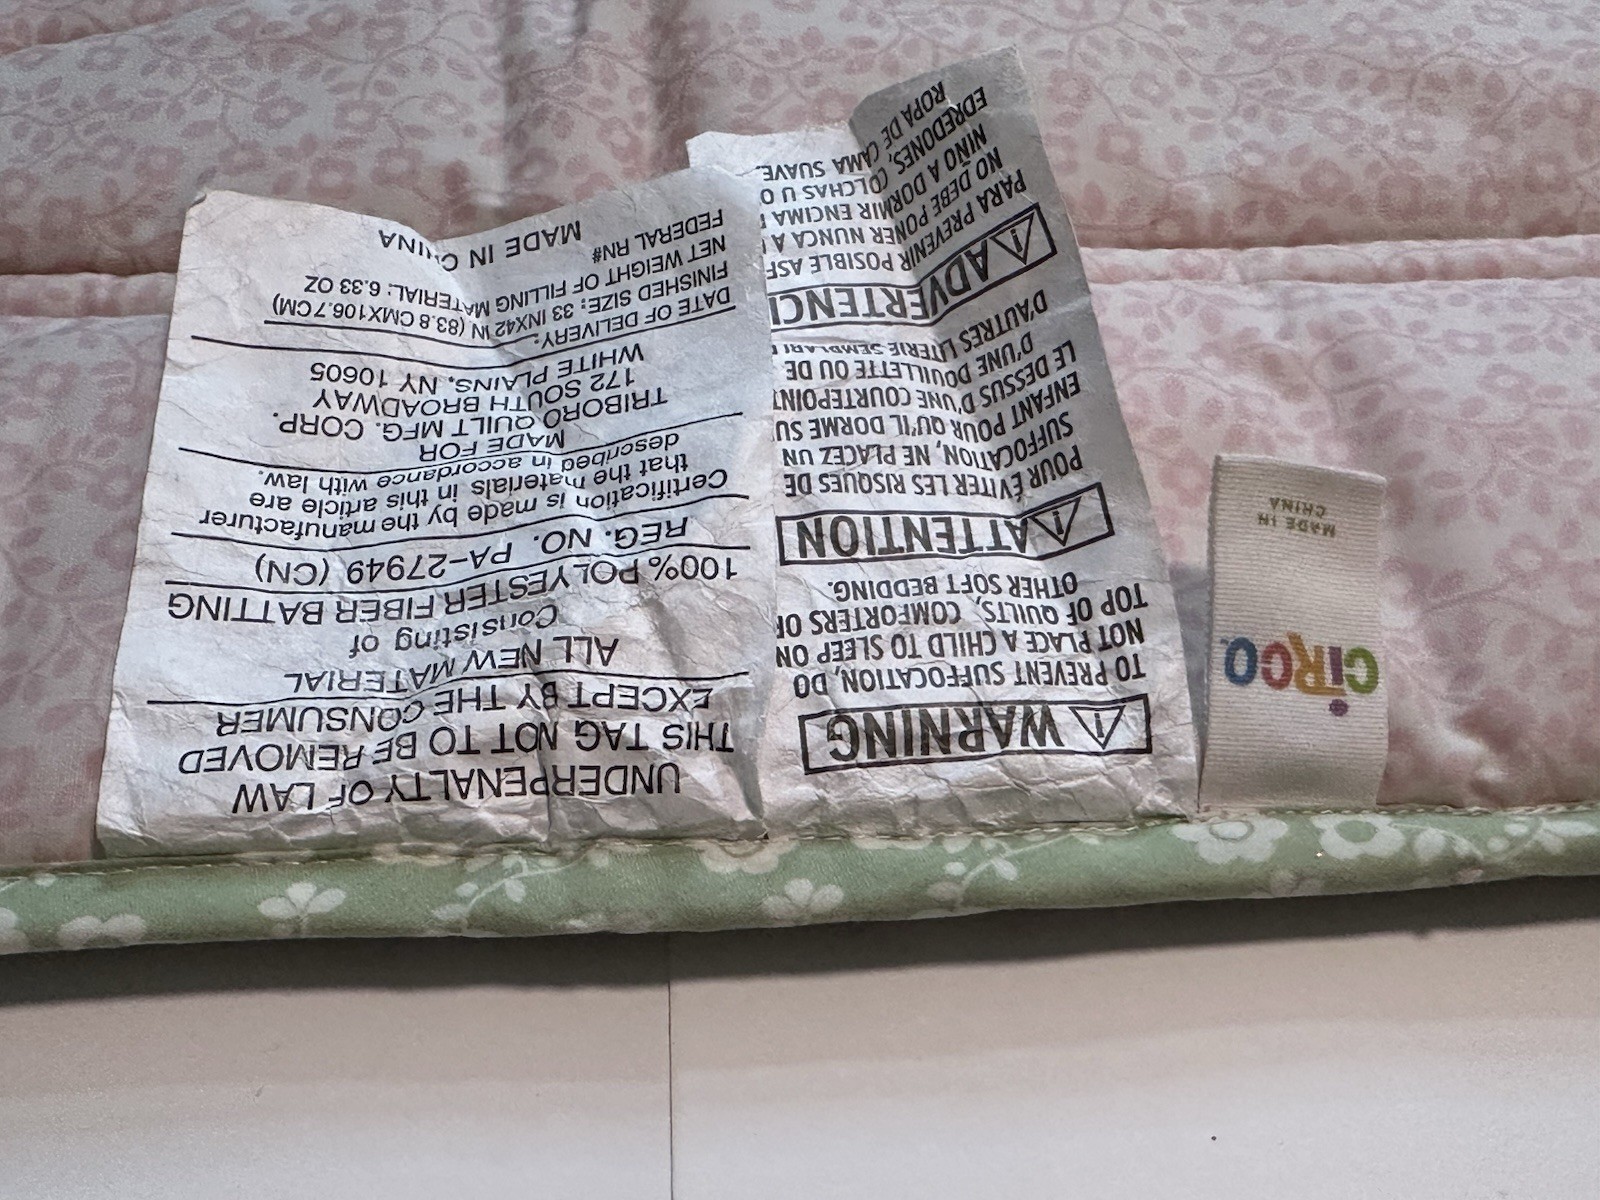 UNDERPENALTY OF LAW
THIS TAG NOT TO BE REMOVED
EXCEPT BY THE CONSUMER
ALL NEW MATERIAL
Consisting of
100% POLYESTER FIBER BATTING
REG. NO. PA-27949 (CN)
Certification is made by the manufacturer
that the materials in this article are
described in accordance with law.
MADE FOR
TRIBORO QUILT MFG. CORP.
172 SOUTH BROADWAY
WHITE PLAINS, NY 10605
DATE OF DELIVERY:
FINISHED SIZE: 33 INX42 IN (83.8 CMX106.7CM)
NET WEIGHT OF FILLING MATERIAL: 6.33 OZ
FEDERAL RN#
MADE IN CHINA
WARNING
TO PREVENT SUFFOCATION, DO
NOT PLACE A CHILD TO SLEEP ON
TOP OF QUILTS, COMFORTERS OR
OTHER SOFT BEDDING.
ATTENTION
POUR ÉVITER LES RISQUES DE
SUFFOCATION, NE PLACEZ UN
ENFANT POUR QU'IL DORME SU
LE DESSUS D'UNE COURTEPOINT
D'UNE DOUILLETTE OU DE
D'AUTRES LITERIE
ADVERTENCI
PARA PREVENIR POSIBLE ASF
NO DEBE PONER NUNCA A
NIÑO A DORMIR ENCIMA
EDREDONES, COLCHAS U O
ROPA DE CAMA SUAVE.
CIRCO
MADE IN
CHINA